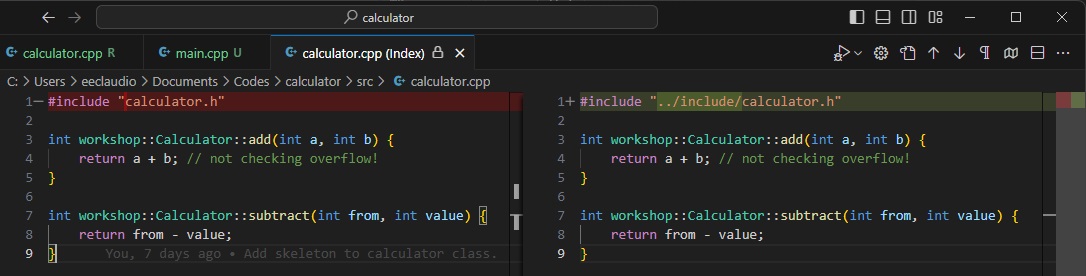 calculator
calculator.cpp R
main.cpp U
calculator.cpp (Index)
C: > Users > eeclaudio > Documents > Codes > calculator > src > calculator.cpp
1− #include "calculator.h"
2
3 int workshop::Calculator::add(int a, int b) {
4     return a + b; // not checking overflow!
5 }
6
7 int workshop::Calculator::subtract(int from, int value) {
8     return from - value;
9 } You, 7 days ago • Add skeleton to calculator class.
1+ #include "../include/calculator.h"
2
3 int workshop::Calculator::add(int a, int b) {
4     return a + b; // not checking overflow!
5 }
6
7 int workshop::Calculator::subtract(int from, int value) {
8     return from - value;
9 }